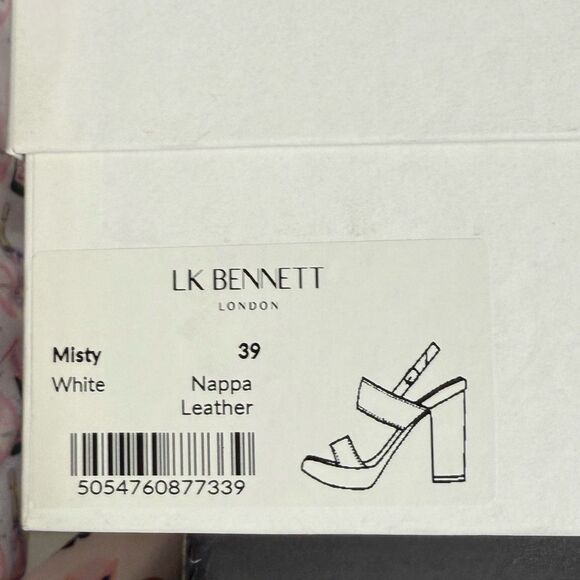 LK BENNETT
LONDON
Misty 39
White Nappa
Leather
5054760877339